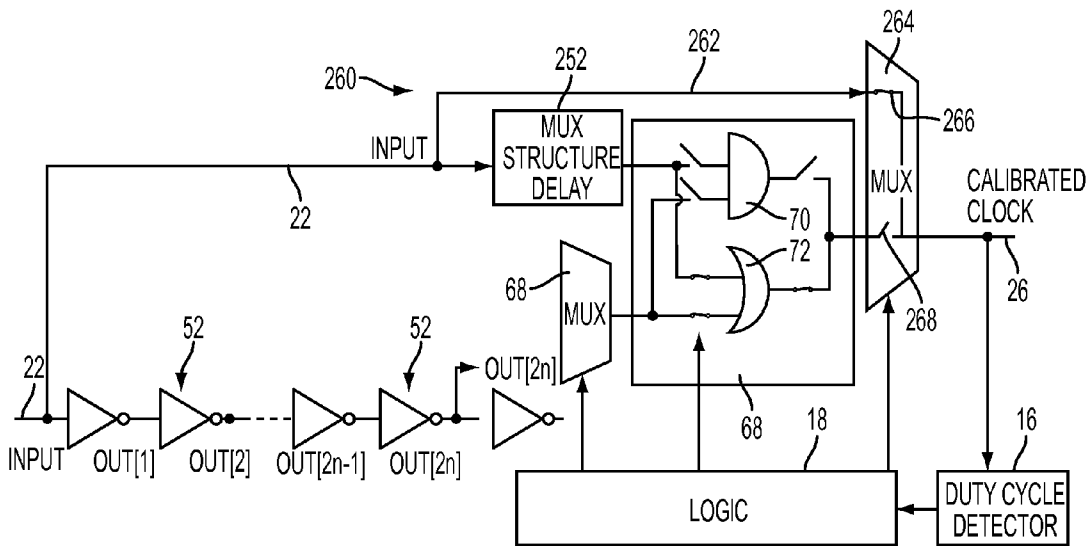 264
252
262
260
MUX
STRUCTURE
DELAY
266
INPUT
MUX
CALIBRATED
CLOCK
22
70
72
68
MUX
26
268
52
52
OUT[2n]
22
INPUT
OUT[1]
OUT[2]
OUT[2n-1]
OUT[2n]
68
18
16
LOGIC
DUTY CYCLE
DETECTOR